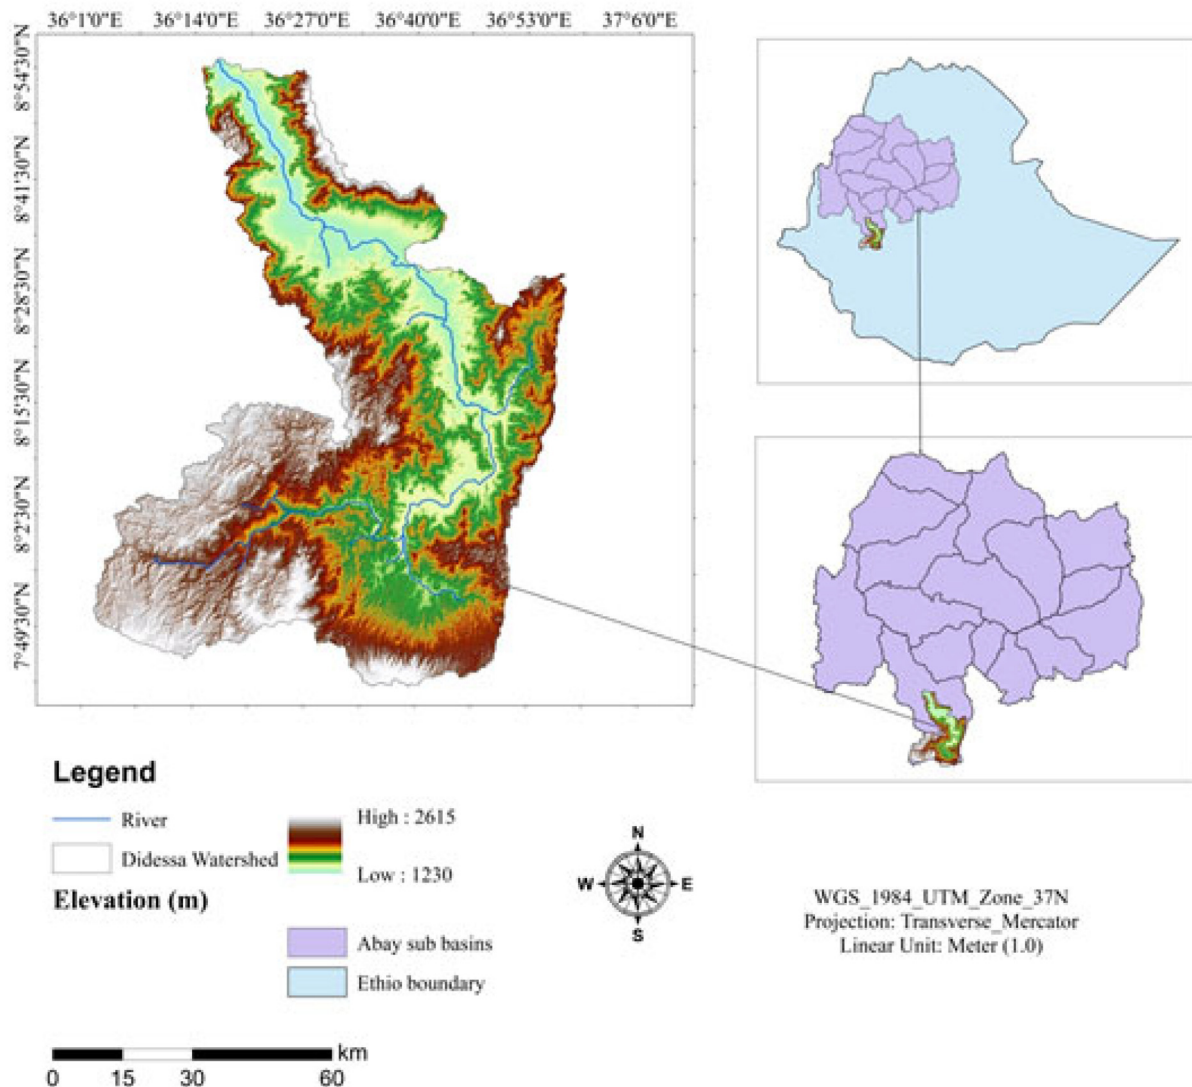 36°1'0"E 36°14'0"E 36°27'0"E 36°40'0"E 36°53'0"E 37°6'0"E
8°54'30"N
8°41'30"N
8°28'30"N
8°15'30"N
8°2'30"N
7°49'30"N
Legend
River
Didessa Watershed
Elevation (m)
High : 2615
Low : 1230
Abay sub basins
Ethio boundary
N
W E
S
WGS_1984_UTM_Zone_37N
Projection: Transverse_Mercator
Linear Unit: Meter (1.0)
km
0 15 30 60